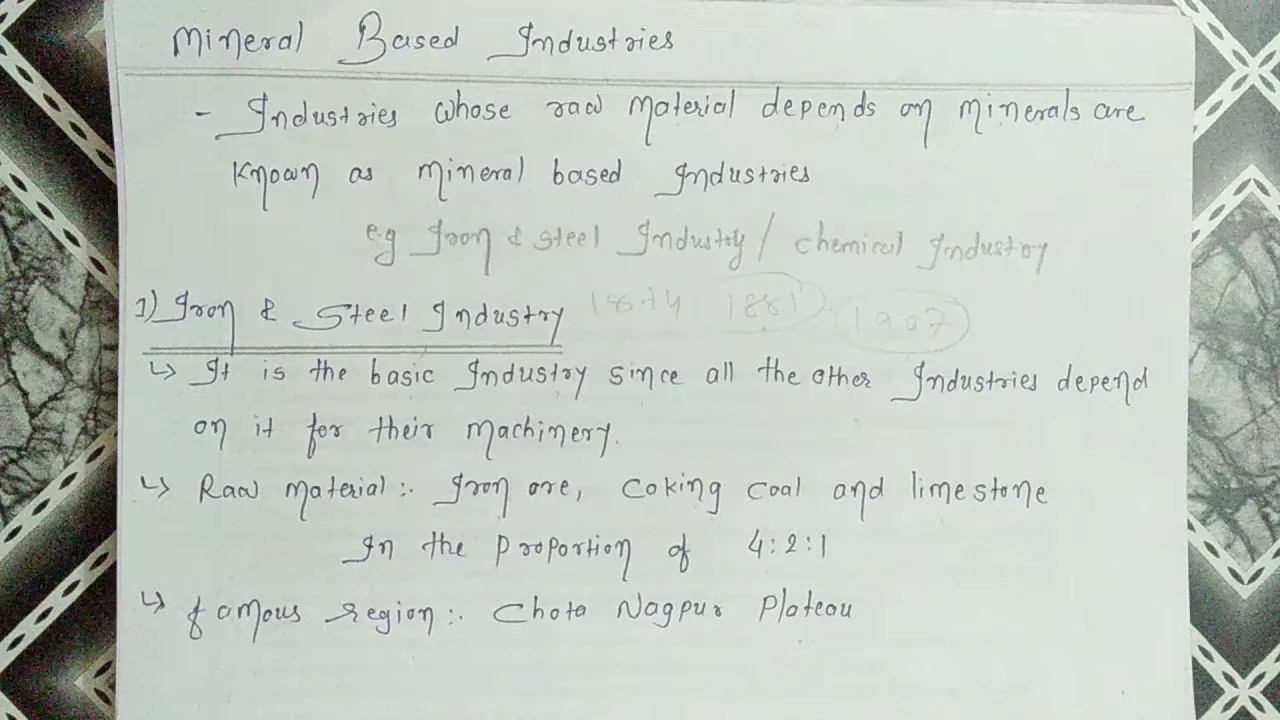 Mineral Based Industries
- Industries whose raw material depends on minerals are
known as mineral based Industries
e.g Iron & steel Industry / chemical Industry
1) Iron & Steel Industry 1874 1881 1907
↳ It is the basic Industry since all the other Industries depend
on it for their machinery.
↳ Raw material :- Iron ore, coking coal and limestone
In the proportion of 4:2:1
↳ famous region :- Chota Nagpur Plateau